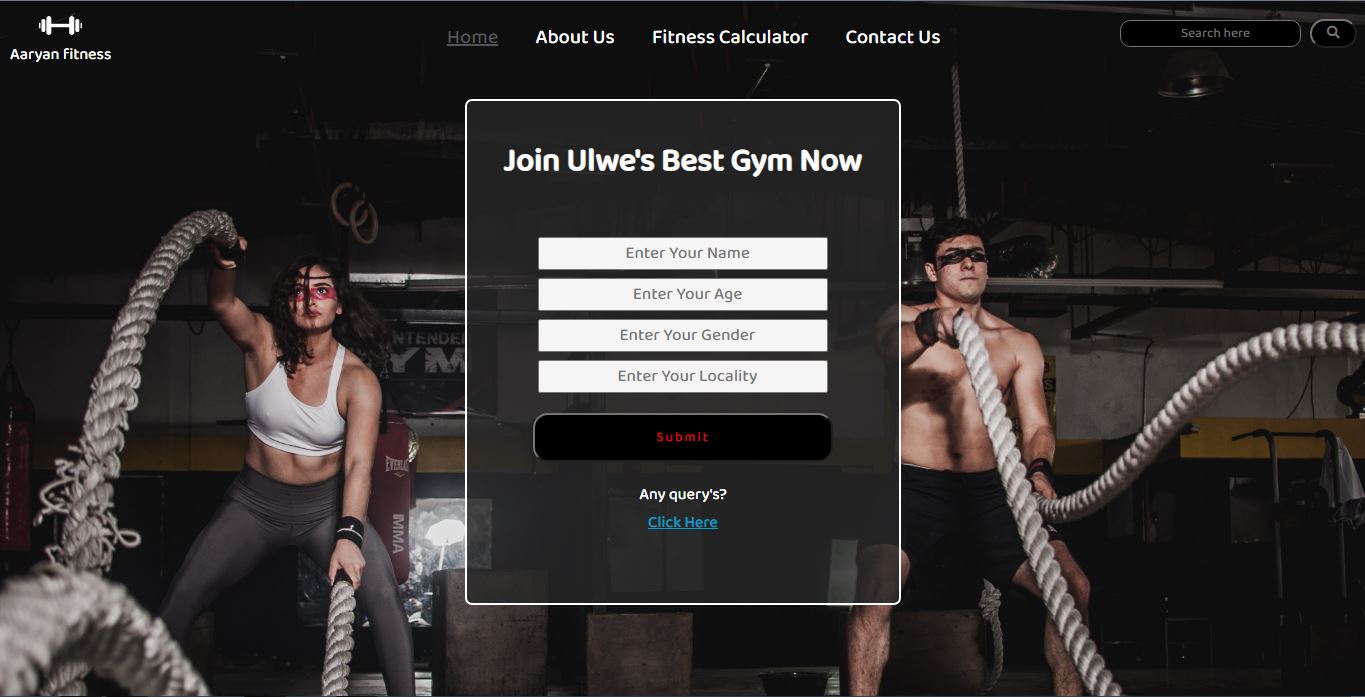 Aaryan fitness
Home About Us Fitness Calculator Contact Us
Search here
Join Ulwe's Best Gym Now
Enter Your Name
Enter Your Age
Enter Your Gender
Enter Your Locality
Submit
Any query's?
Click Here
EVERLAST
MMA